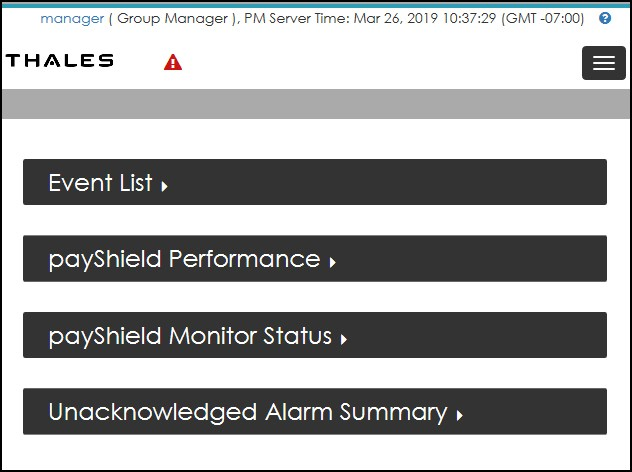 manager ( Group Manager ), PM Server Time: Mar 26, 2019 10:37:29 (GMT -07:00) ?
THALES
Event List
payShield Performance
payShield Monitor Status
Unacknowledged Alarm Summary